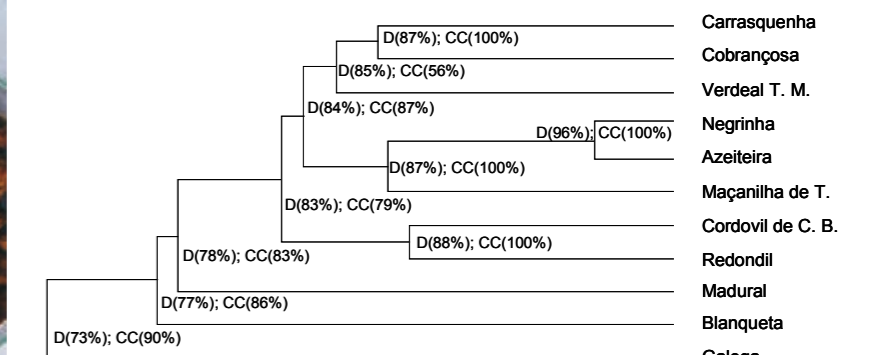 Carrasquenha
D(87%); CC(100%)
Cobrançosa
D(85%); CC(56%)
Verdeal T. M.
D(84%); CC(87%)
Negrinha
D(96%); CC(100%)
Azeiteira
D(87%); CC(100%)
Maçanilha de T.
D(83%); CC(79%)
Cordovil de C. B.
D(88%); CC(100%)
D(78%); CC(83%)
Redondil
Madural
D(77%); CC(86%)
Blanqueta
D(73%); CC(90%)